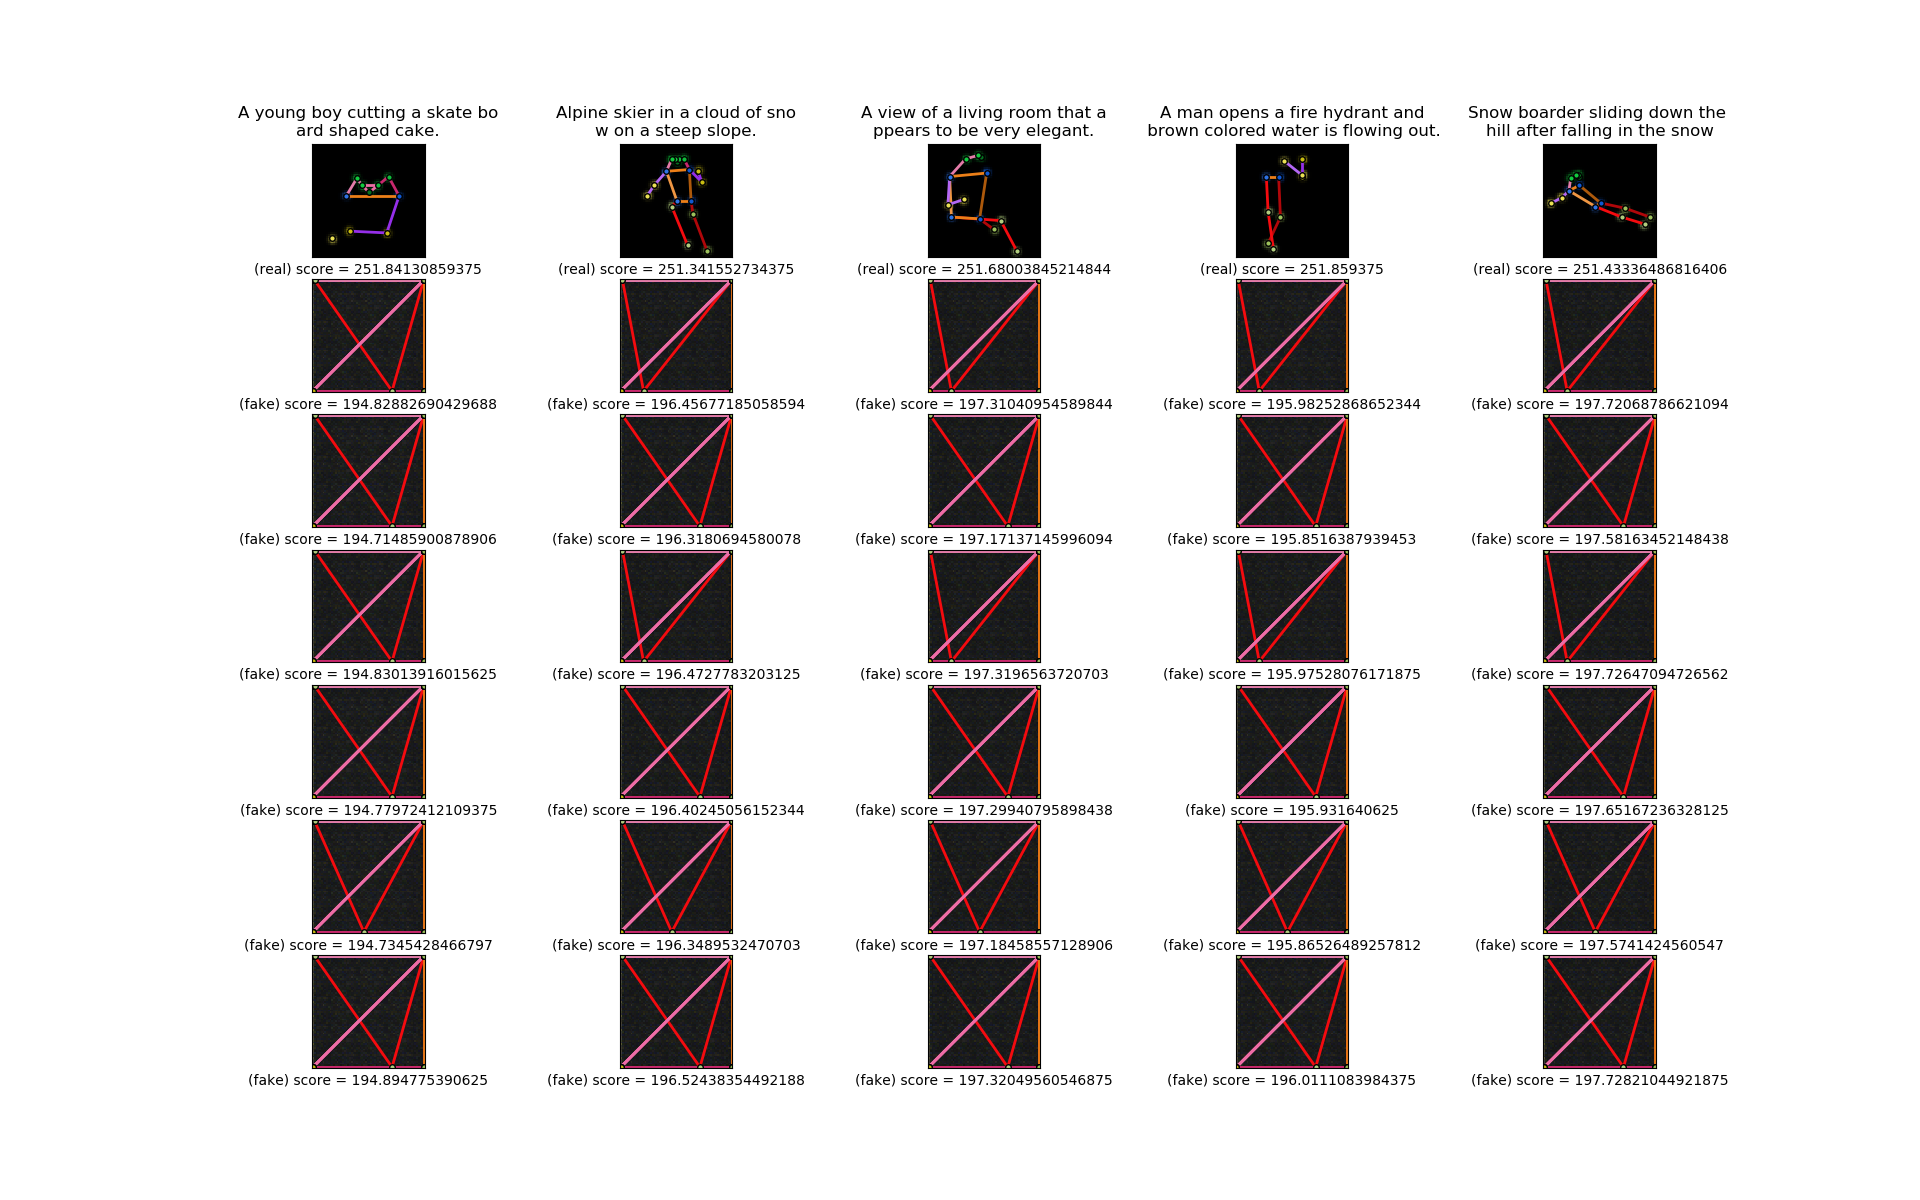 A young boy cutting a skate bo
ard shaped cake.
Alpine skier in a cloud of sno
w on a steep slope.
A view of a living room that a
ppears to be very elegant.
A man opens a fire hydrant and
brown colored water is flowing out.
Snow boarder sliding down the
hill after falling in the snow
(real) score = 251.84130859375
(real) score = 251.341552734375
(real) score = 251.68003845214844
(real) score = 251.859375
(real) score = 251.43336486816406
(fake) score = 194.82882690429688
(fake) score = 196.45677185058594
(fake) score = 197.31040954589844
(fake) score = 195.98252868652344
(fake) score = 197.72068786621094
(fake) score = 194.71485900878906
(fake) score = 196.3180694580078
(fake) score = 197.17137145996094
(fake) score = 195.8516387939453
(fake) score = 197.58163452148438
(fake) score = 194.83013916015625
(fake) score = 196.4727783203125
(fake) score = 197.3196563720703
(fake) score = 195.97528076171875
(fake) score = 197.72647094726562
(fake) score = 194.77972412109375
(fake) score = 196.40245056152344
(fake) score = 197.29940795898438
(fake) score = 195.931640625
(fake) score = 197.65167236328125
(fake) score = 194.7345428466797
(fake) score = 196.3489532470703
(fake) score = 197.18458557128906
(fake) score = 195.86526489257812
(fake) score = 197.5741424560547
(fake) score = 194.894775390625
(fake) score = 196.52438354492188
(fake) score = 197.32049560546875
(fake) score = 196.0111083984375
(fake) score = 197.72821044921875